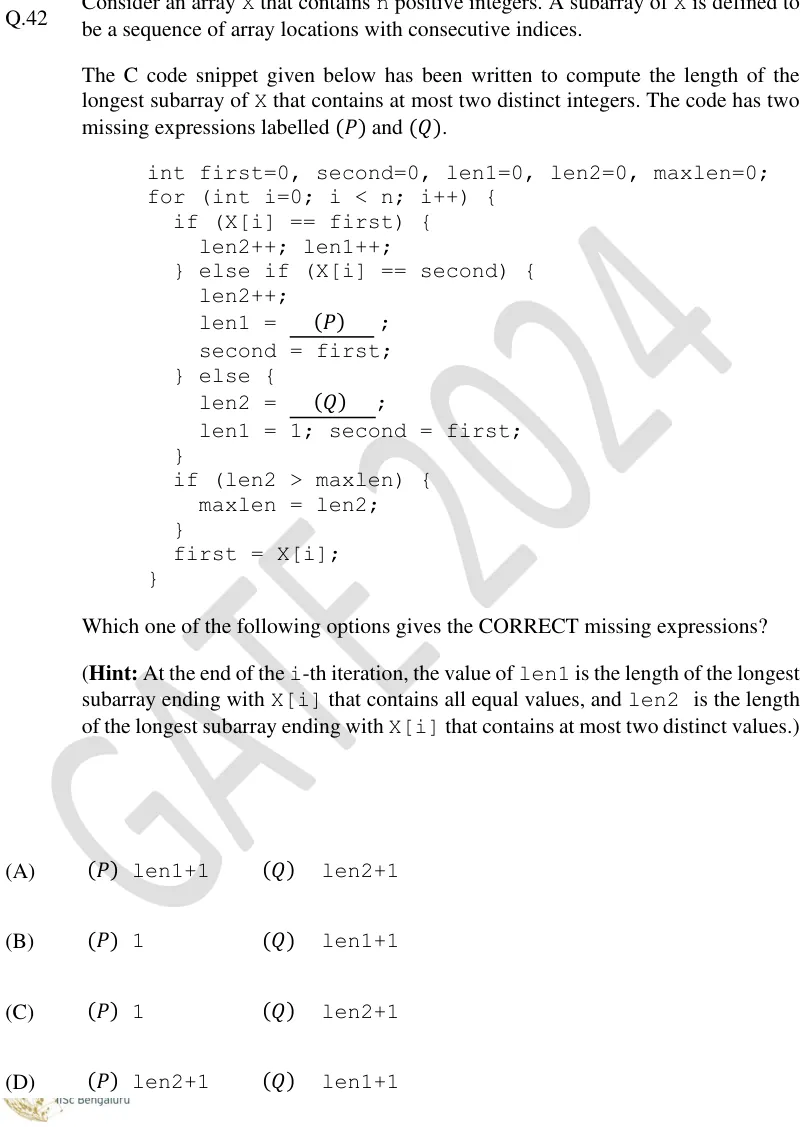 Consider an array X that contains n positive integers. A subarray of X is defined to
Q.42
be a sequence of array locations with consecutive indices.
The C code snippet given below has been written to compute the length of the
longest subarray of X that contains at most two distinct integers. The code has two
missing expressions labelled (P) and (Q).
int first=0, second=0, len1=0, len2=0, maxlen=0;
for (int i=0; i < n; i++) {
if (X[i] == first) {
len2++; len1++;
} else if (X[i] == second) {
len2++;
len1 = (P) ;
second = first;
} else {
len2 = (Q) ;
len1 = 1; second = first;
}
if (len2 > maxlen) {
maxlen = len2;
}
first = X[i];
}
Which one of the following options gives the CORRECT missing expressions?
(Hint: At the end of the i-th iteration, the value of len1 is the length of the longest
subarray ending with X[i] that contains all equal values, and len2 is the length
of the longest subarray ending with X[i] that contains at most two distinct values.)
GATE 2024
(A) (P) len1+1 (Q) len2+1
(B) (P) 1 (Q) len1+1
(C) (P) 1 (Q) len2+1
(D) (P) len2+1 (Q) len1+1
IISc Bengaluru